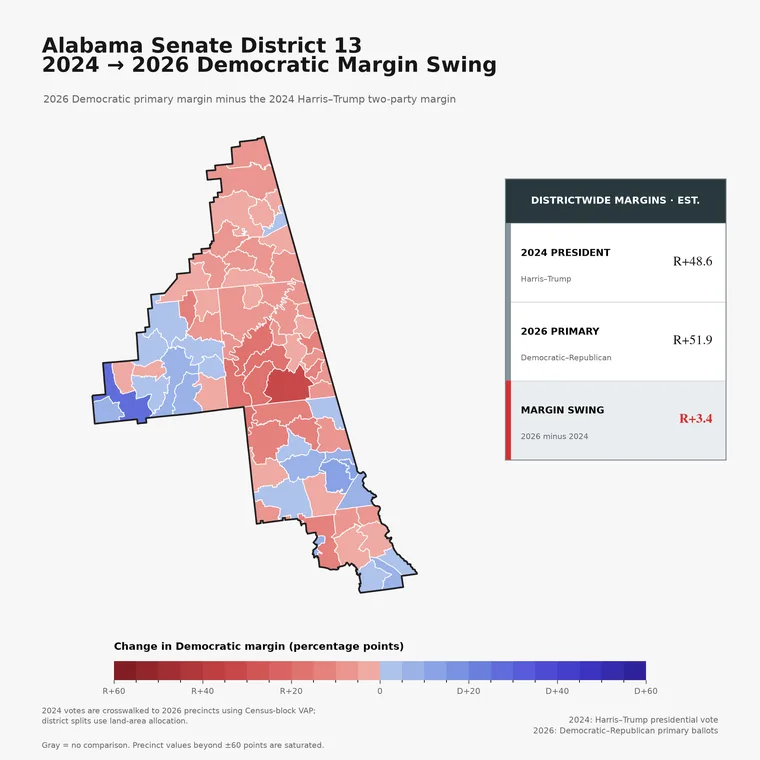 Alabama Senate District 13
2024 → 2026 Democratic Margin Swing
2026 Democratic primary margin minus the 2024 Harris–Trump two-party margin
DISTRICTWIDE MARGINS · EST.
2024 PRESIDENT
R+48.6
Harris–Trump
2026 PRIMARY
R+51.9
Democratic–Republican
MARGIN SWING
R+3.4
2026 minus 2024
Change in Democratic margin (percentage points)
R+60 R+40 R+20 0 D+20 D+40 D+60
2024 votes are crosswalked to 2026 precincts using Census-block VAP;
district splits use land-area allocation.
2024: Harris–Trump presidential vote
2026: Democratic–Republican primary ballots
Gray = no comparison. Precinct values beyond ±60 points are saturated.